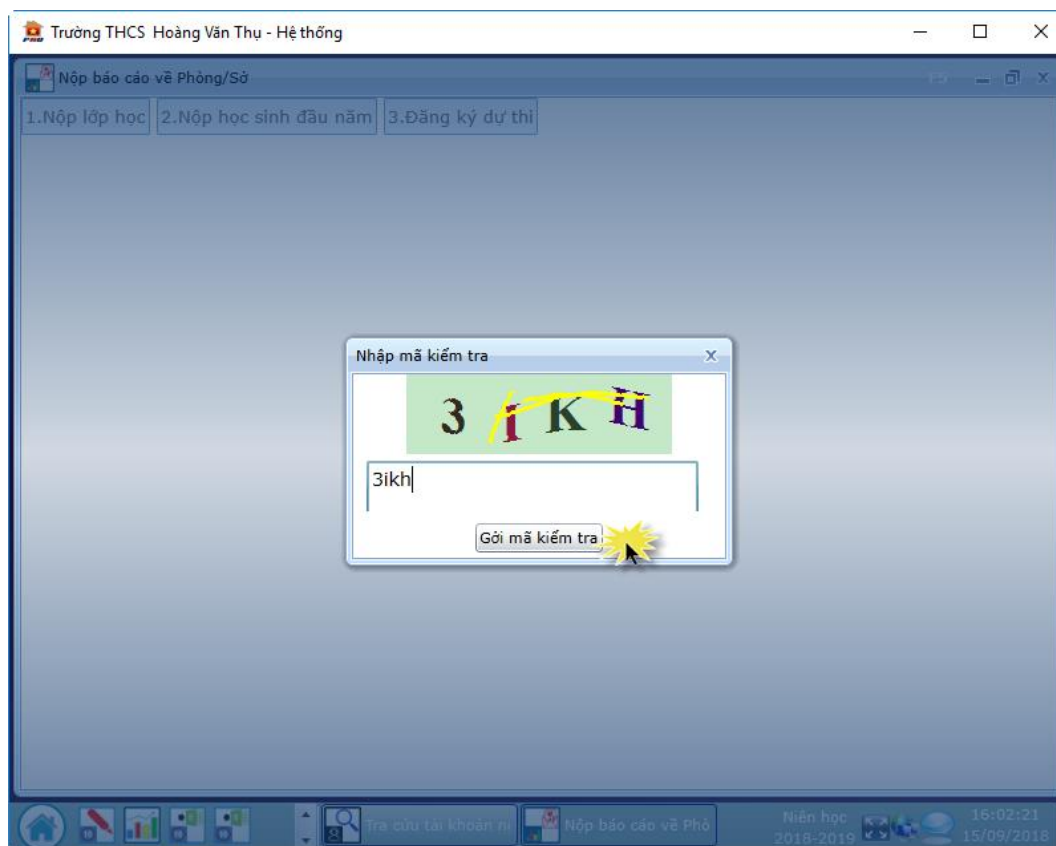 Trường THCS Hoàng Văn Thụ - Hệ thống
Nộp báo cáo về Phòng/Sở
1.Nộp lớp học 2.Nộp học sinh đầu năm 3.Đăng ký dự thi
Nhập mã kiểm tra
3 I K H
3ikh
Gởi mã kiểm tra
Tra cứu tài khoản n
Nộp báo cáo về Phò
Niên học
2018-2019
16:02:21
15/09/2018